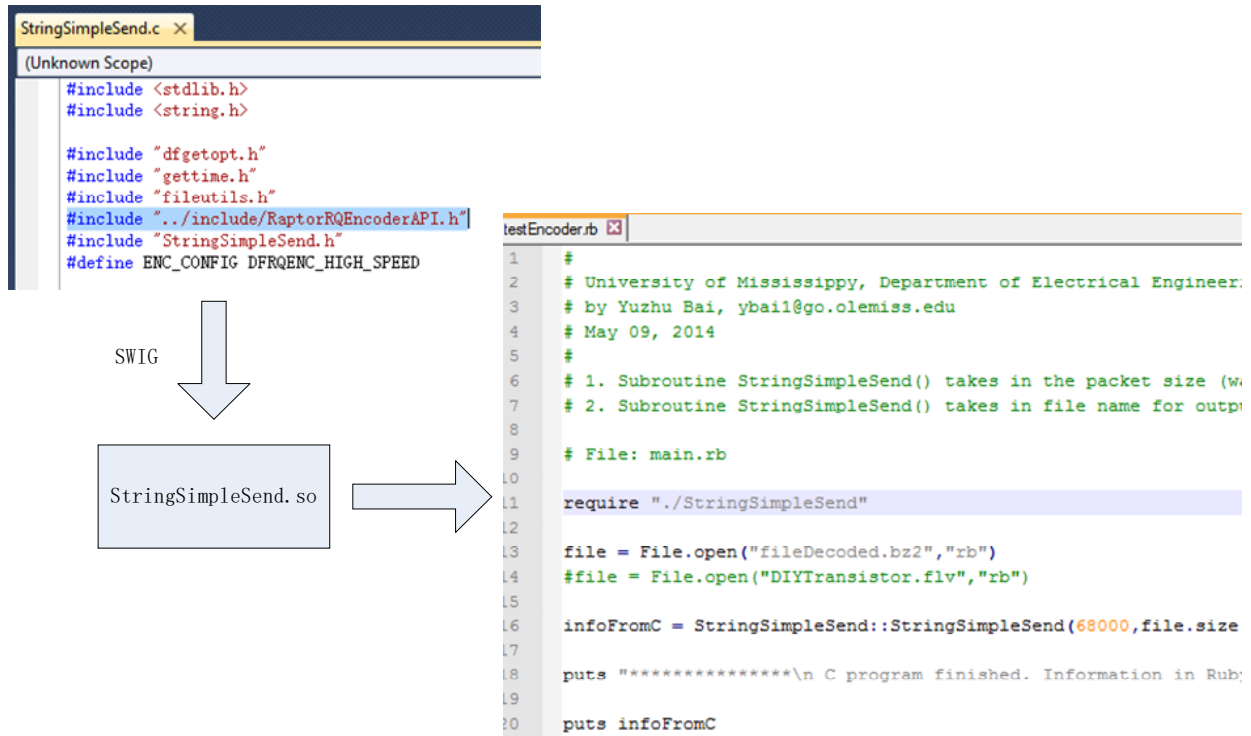 StringSimpleSend.c
(Unknown Scope)
#include <stdlib.h>
#include <string.h>
#include "dfgetopt.h"
#include "gettime.h"
#include "fileutils.h"
#include "../include/RaptorRQEncoderAPI.h"
#include "StringSimpleSend.h"
#define ENC_CONFIG DFRQENC_HIGH_SPEED
SWIG
StringSimpleSend.so
testEncoder.rb
1 #
2 # University of Mississippy, Department of Electrical Engineer
3 # by Yuzhu Bai, ybai1@go.olemiss.edu
4 # May 09, 2014
5 #
6 # 1. Subroutine StringSimpleSend() takes in the packet size (wa
7 # 2. Subroutine StringSimpleSend() takes in file name for outp
8
9 # File: main.rb
10
11 require "./StringSimpleSend"
12
13 file = File.open("fileDecoded.bz2","rb")
14 #file = File.open("DIYTransistor.flv","rb")
15
16 infoFromC = StringSimpleSend::StringSimpleSend(68000,file.size
17
18 puts "***************\n C program finished. Information in Ruby
19
20 puts infoFromC